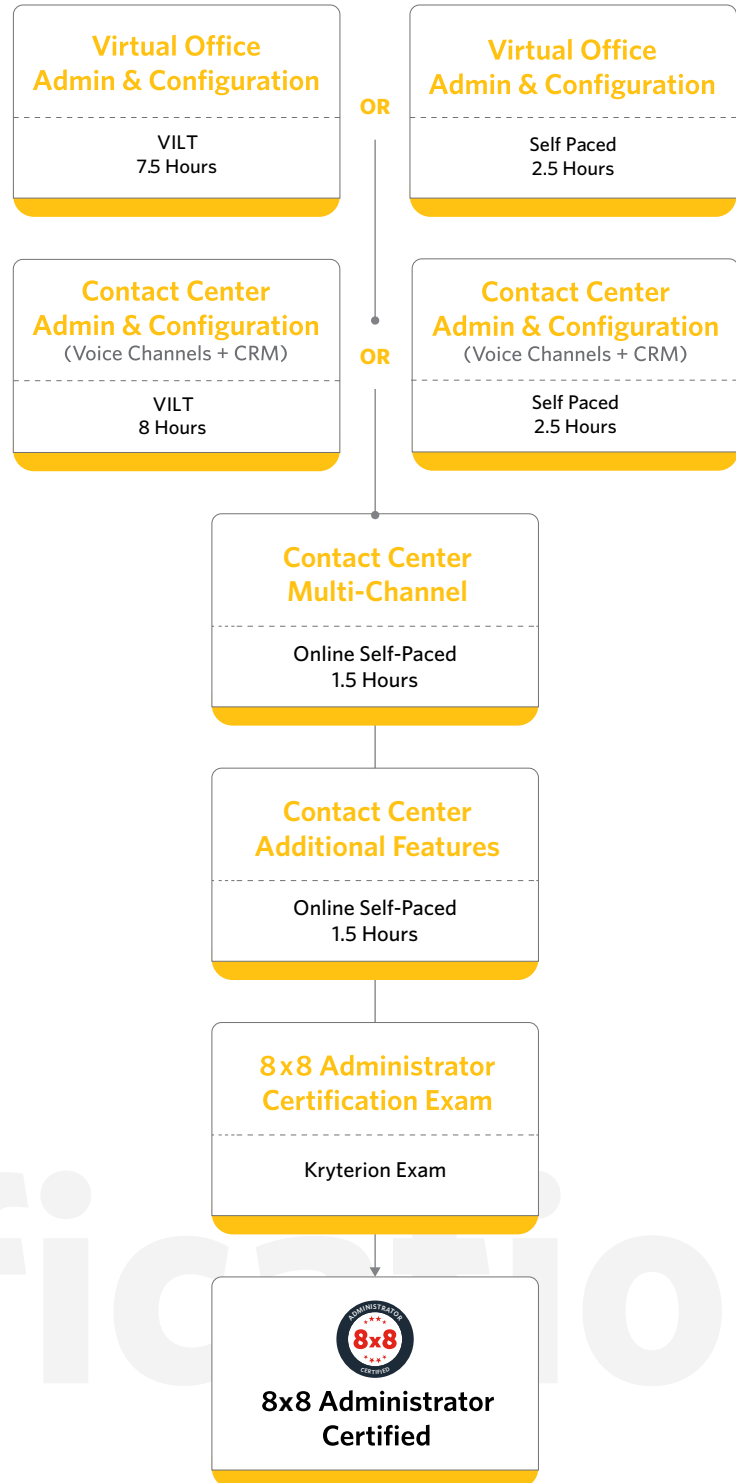 Virtual Office
Admin & Configuration
VILT
7.5 Hours
OR
Virtual Office
Admin & Configuration
Self Paced
2.5 Hours
Contact Center
Admin & Configuration
(Voice Channels + CRM)
VILT
8 Hours
OR
Contact Center
Admin & Configuration
(Voice Channels + CRM)
Self Paced
2.5 Hours
Contact Center
Multi-Channel
Online Self-Paced
1.5 Hours
Contact Center
Additional Features
Online Self-Paced
1.5 Hours
8x8 Administrator
Certification Exam
Kryterion Exam
ficatio
ADMINISTRATOR
8x8
CERTIFIED
8x8 Administrator
Certified